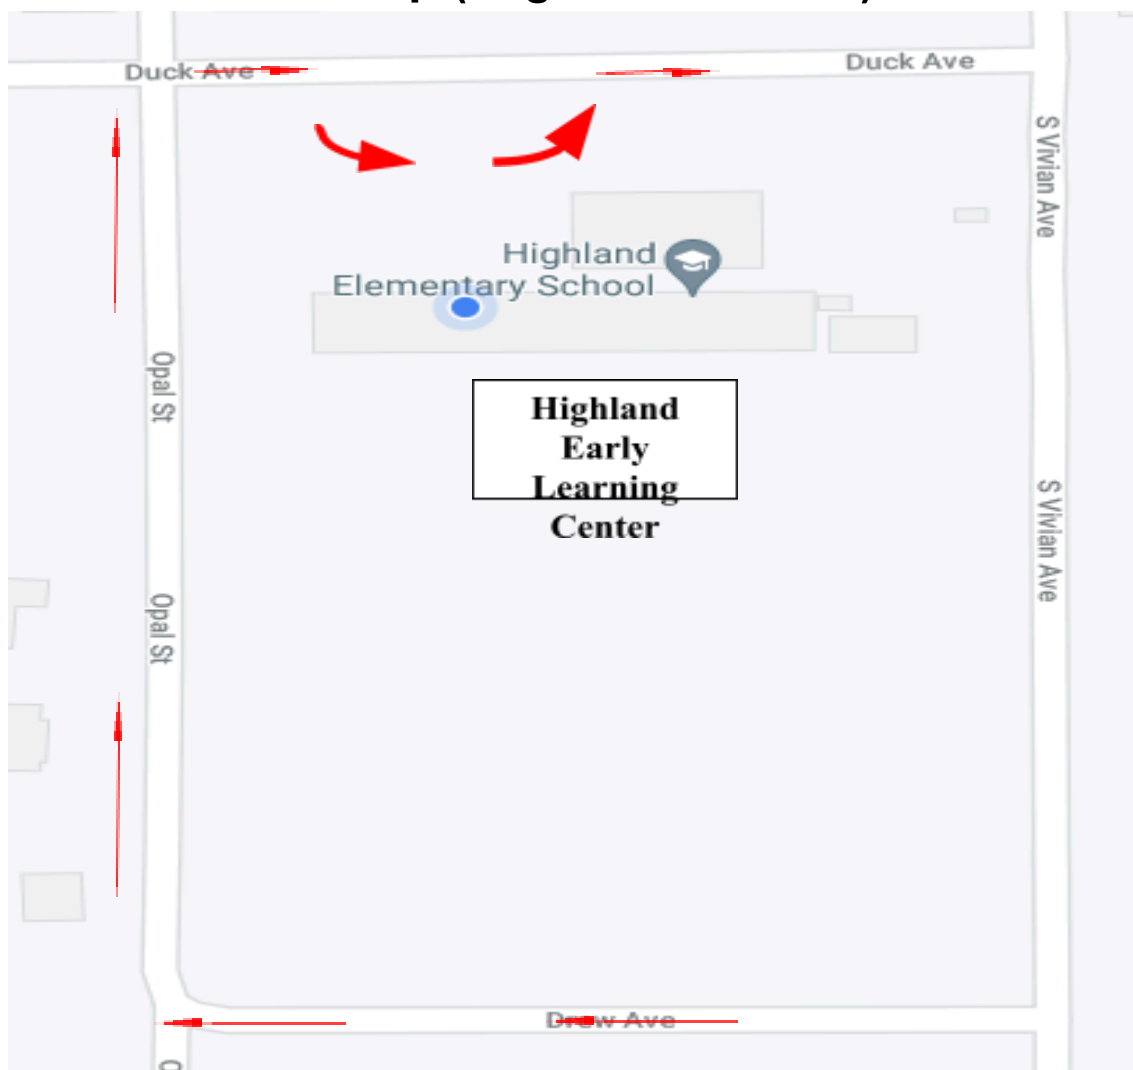 Duck Ave
Duck Ave
S Vivian Ave
Highland
Elementary School
Opal St
Highland
Early
Learning
Center
S Vivian Ave
Opal St
Drew Ave